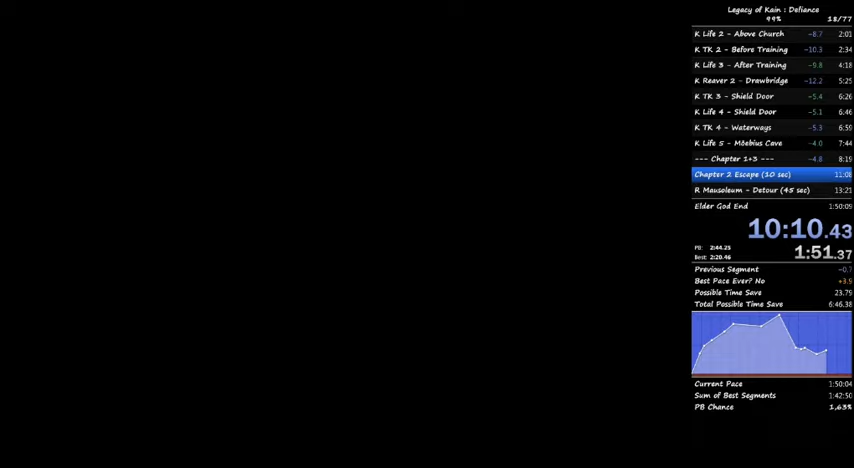 Legacy of Kain : Defiance
99% 18/77
K Life 2 - Above Church -8.7 2:01
K TK 2 - Before Training -10.3 2:34
K Life 3 - After Training -9.8 4:18
K Reaver 2 - Drawbridge -12.2 5:25
K TK 3 - Shield Door -5.4 6:26
K Life 4 - Shield Door -5.1 6:46
K TK 4 - Waterways -5.3 6:59
K Life 5 - Möebius Cave -4.0 7:44
--- Chapter 1+3 --- -4.8 8:19
Chapter 2 Escape (10 sec) 11:08
R Mausoleum - Detour (45 sec) 13:21
Elder God End 1:50:09
10:10.43
PB: 2:44.25
Best: 2:20.46
1:51.37
Previous Segment -0.7
Best Pace Ever? No +3.9
Possible Time Save 23.79
Total Possible Time Save 6:46.38
Current Pace 1:50:04
Sum of Best Segments 1:42:50
PB Chance 1,63%